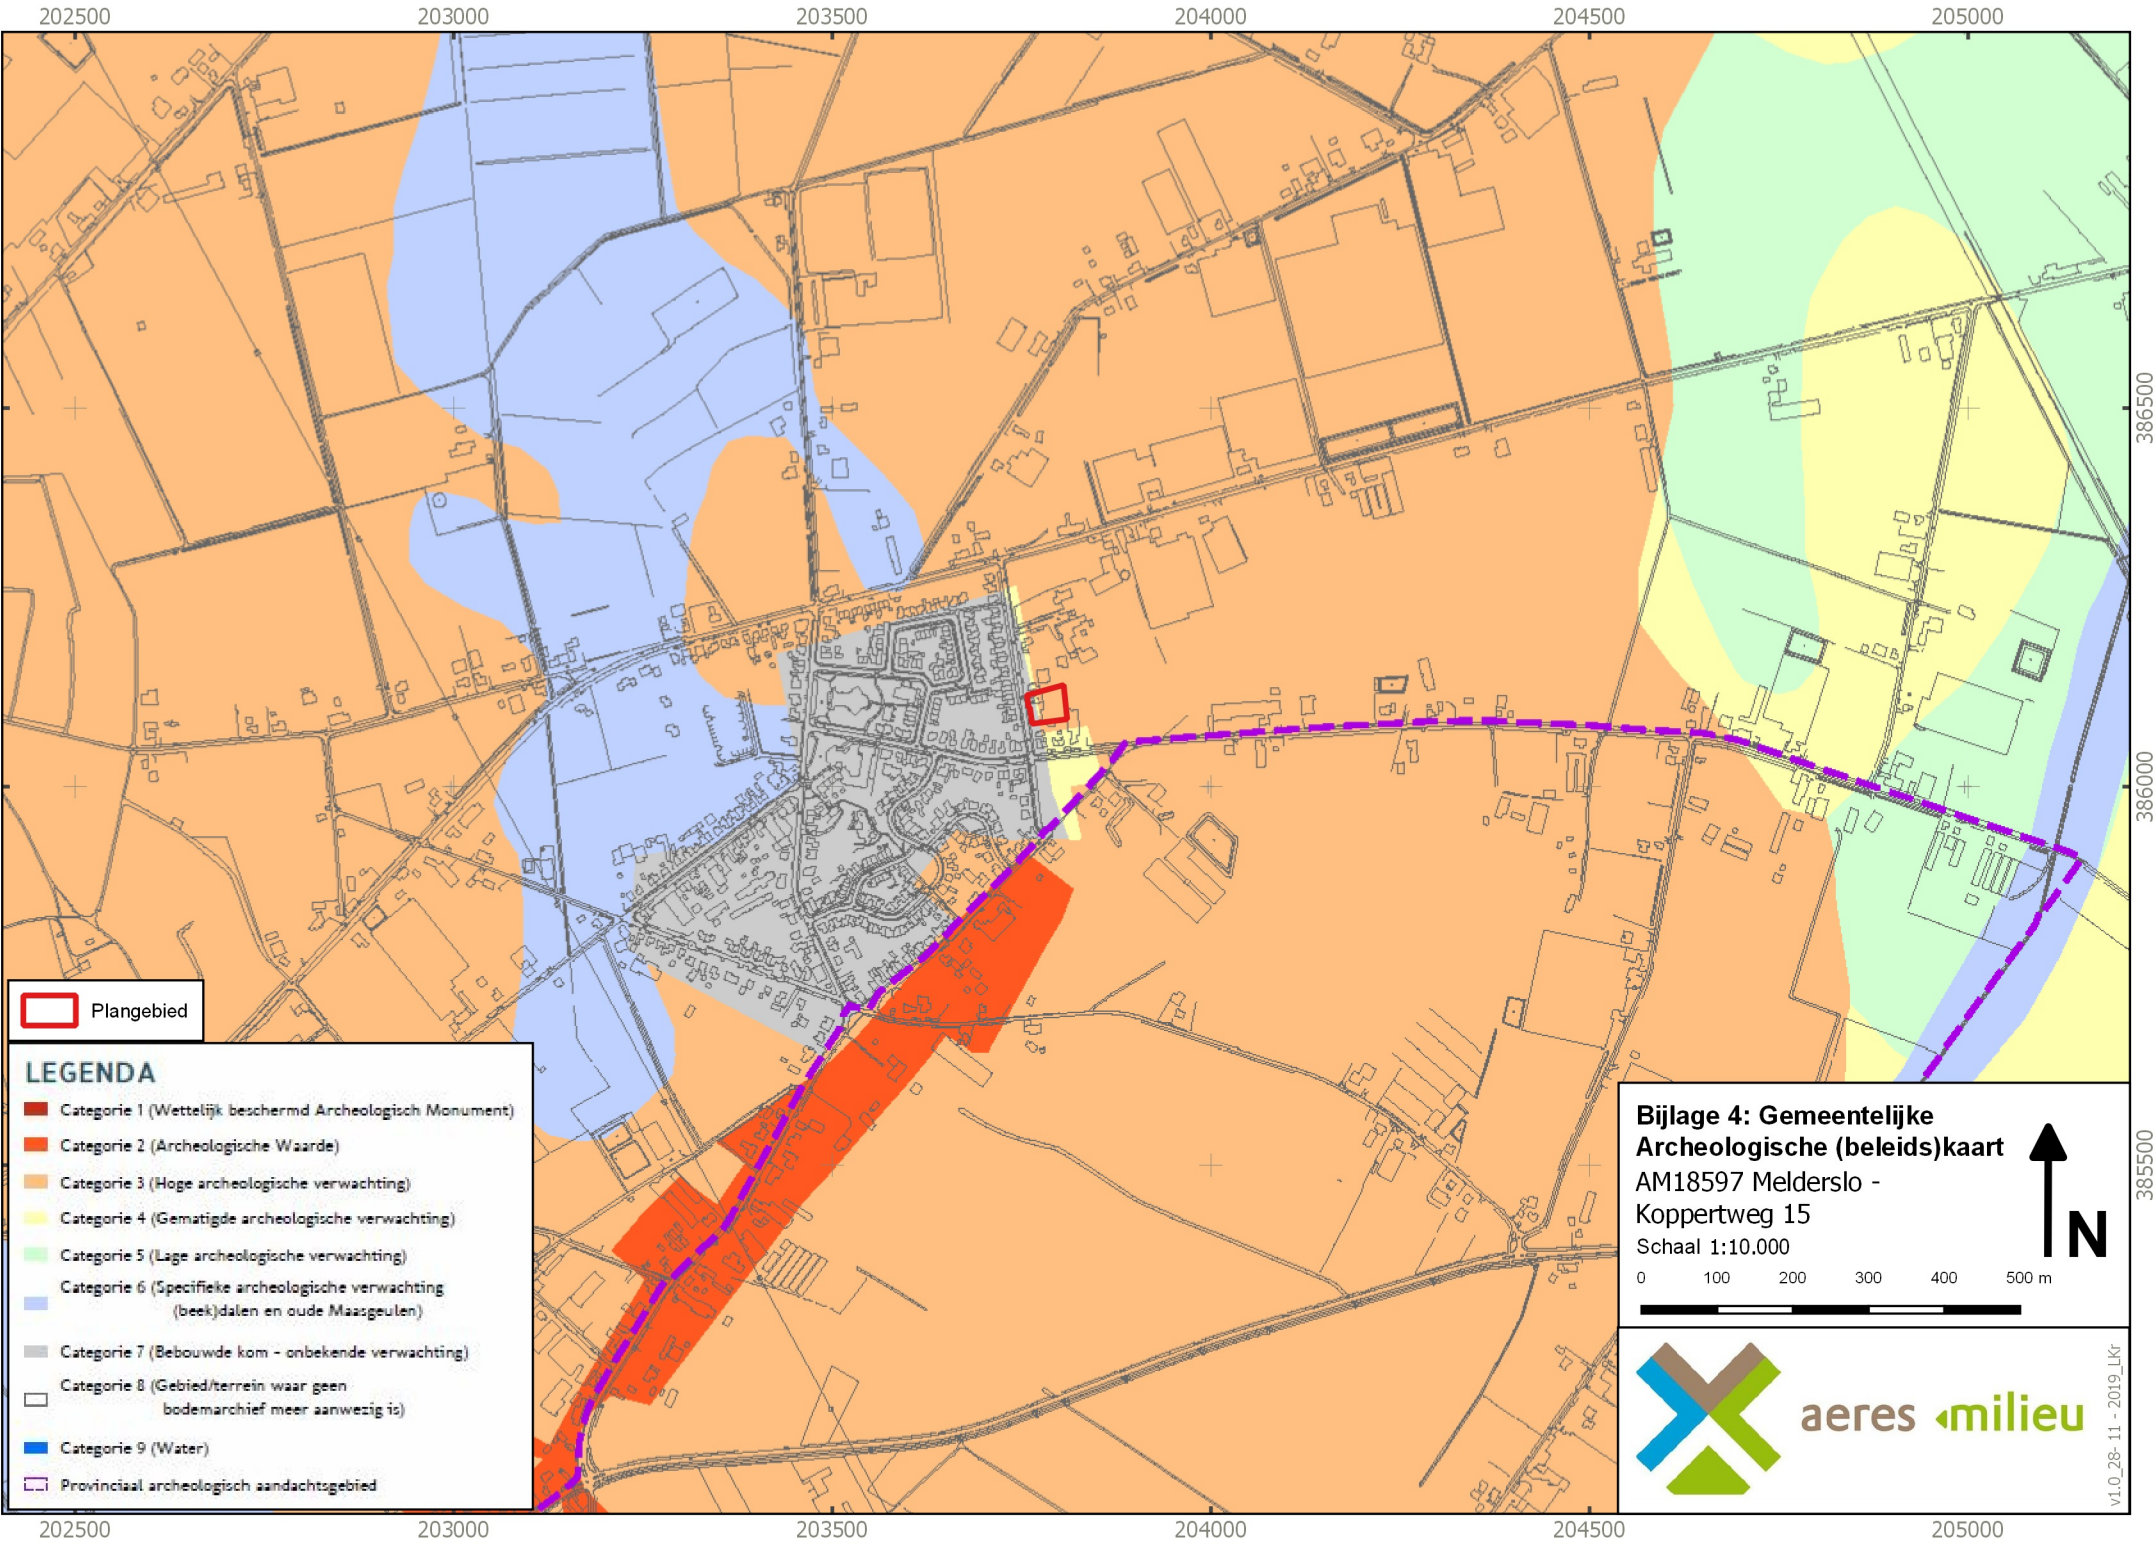 202500 203000 203500 204000 204500 205000
386500
386000
385500
Plangebied
LEGENDA
Categorie 1 (Wettelijk beschermd Archeologisch Monument)
Categorie 2 (Archeologische Waarde)
Categorie 3 (Hoge archeologische verwachting)
Categorie 4 (Gematigde archeologische verwachting)
Categorie 5 (Lage archeologische verwachting)
Categorie 6 (Specifieke archeologische verwachting
(beek)dalen en oude Maasgeulen)
Categorie 7 (Bebouwde kom - onbekende verwachting)
Categorie 8 (Gebied/terrein waar geen
bodemarchief meer aanwezig is)
Categorie 9 (Water)
Provinciaal archeologisch aandachtsgebied
Bijlage 4: Gemeentelijke
Archeologische (beleids)kaart
AM18597 Melderslo -
Koppertweg 15
Schaal 1:10.000
N
0 100 200 300 400 500 m
aeres milieu
v1.0_28- 11 - 2019_LKr
202500 203000 203500 204000 204500 205000